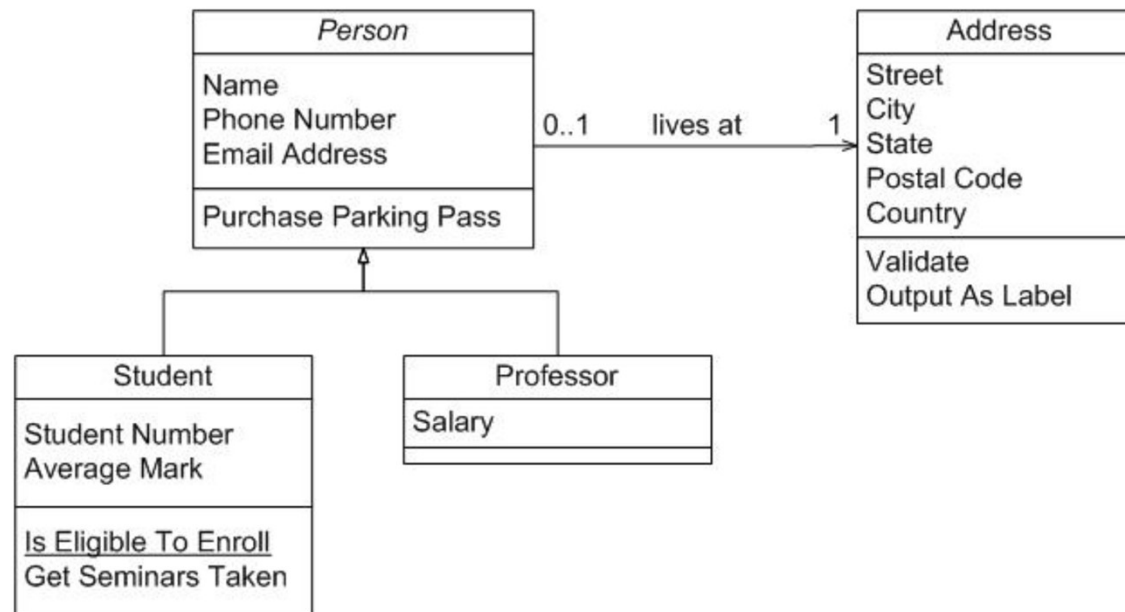 Person
Name
Phone Number
Email Address
Purchase Parking Pass
0..1 lives at 1
Address
Street
City
State
Postal Code
Country
Validate
Output As Label
Student
Student Number
Average Mark
Is Eligible To Enroll
Get Seminars Taken
Professor
Salary